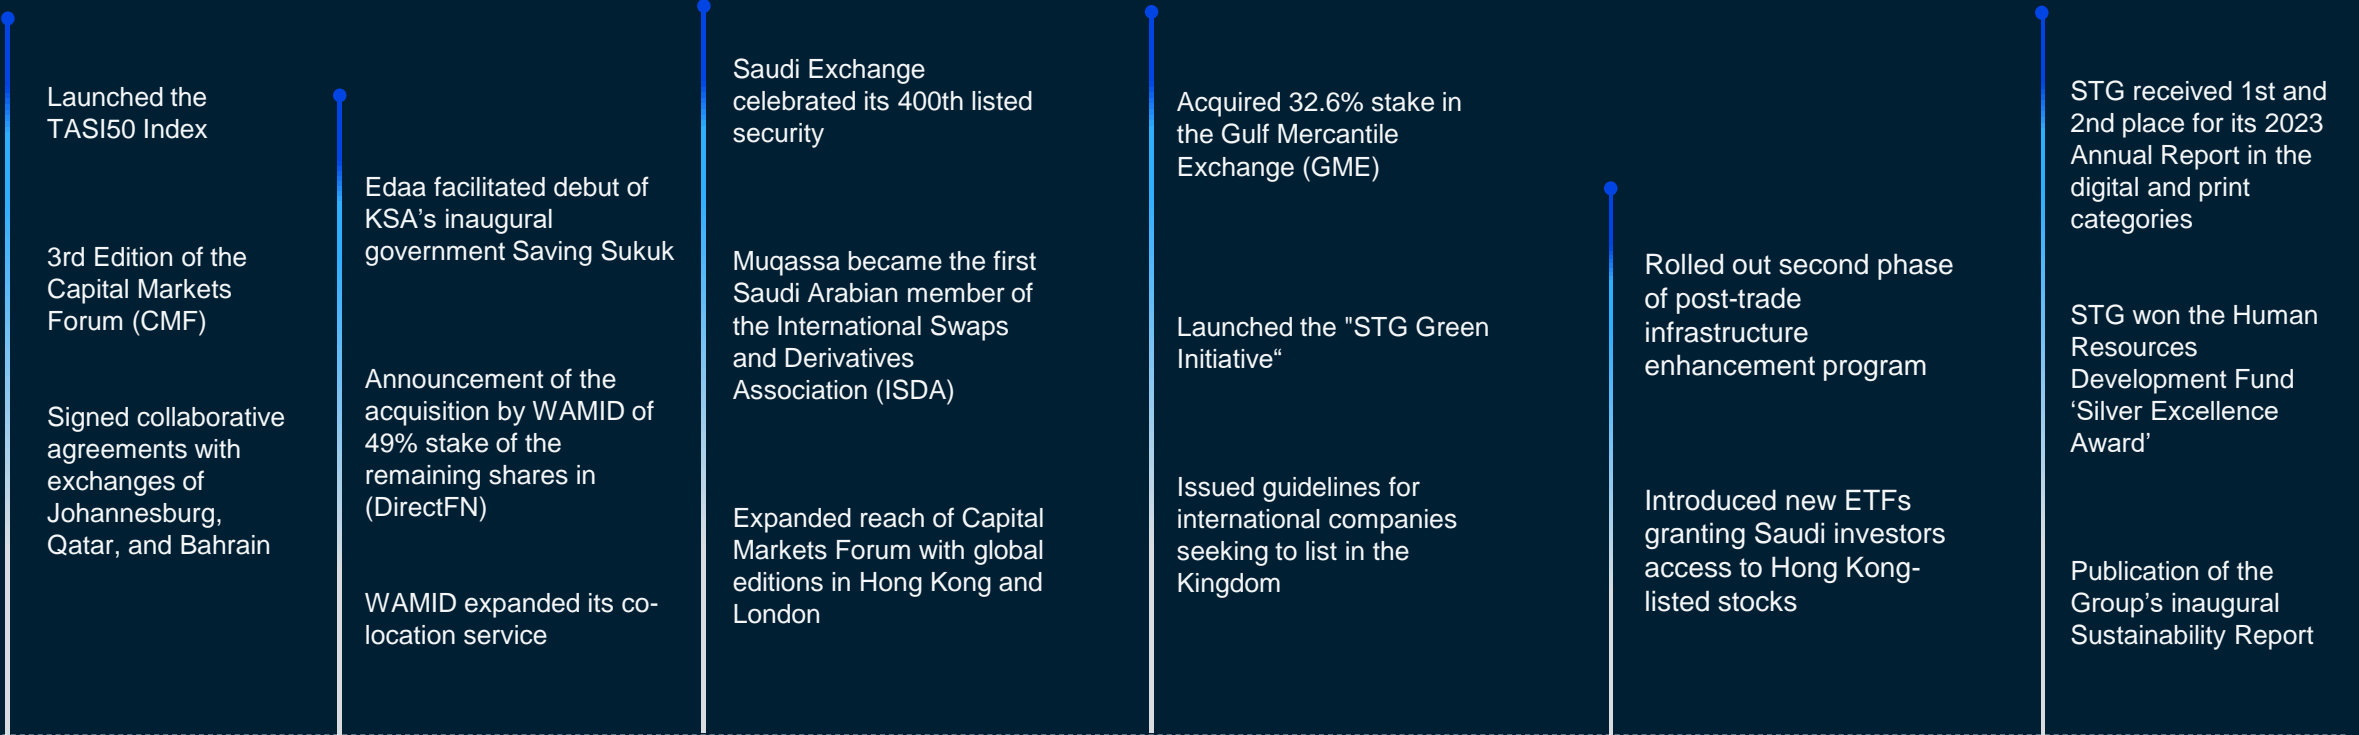 Launched the
TASI50 Index
3rd Edition of the
Capital Markets
Forum (CMF)
Signed collaborative
agreements with
exchanges of
Johannesburg,
Qatar, and Bahrain
Edaa facilitated debut of
KSA’s inaugural
government Saving Sukuk
Announcement of the
acquisition by WAMID of
49% stake of the
remaining shares in
(DirectFN)
WAMID expanded its co-
location service
Saudi Exchange
celebrated its 400th listed
security
Muqassa became the first
Saudi Arabian member of
the International Swaps
and Derivatives
Association (ISDA)
Expanded reach of Capital
Markets Forum with global
editions in Hong Kong and
London
Acquired 32.6% stake in
the Gulf Mercantile
Exchange (GME)
Launched the "STG Green
Initiative“
Issued guidelines for
international companies
seeking to list in the
Kingdom
Rolled out second phase
of post-trade
infrastructure
enhancement program
Introduced new ETFs
granting Saudi investors
access to Hong Kong-
listed stocks
STG received 1st and
2nd place for its 2023
Annual Report in the
digital and print
categories
STG won the Human
Resources
Development Fund
‘Silver Excellence
Award’
Publication of the
Group’s inaugural
Sustainability Report